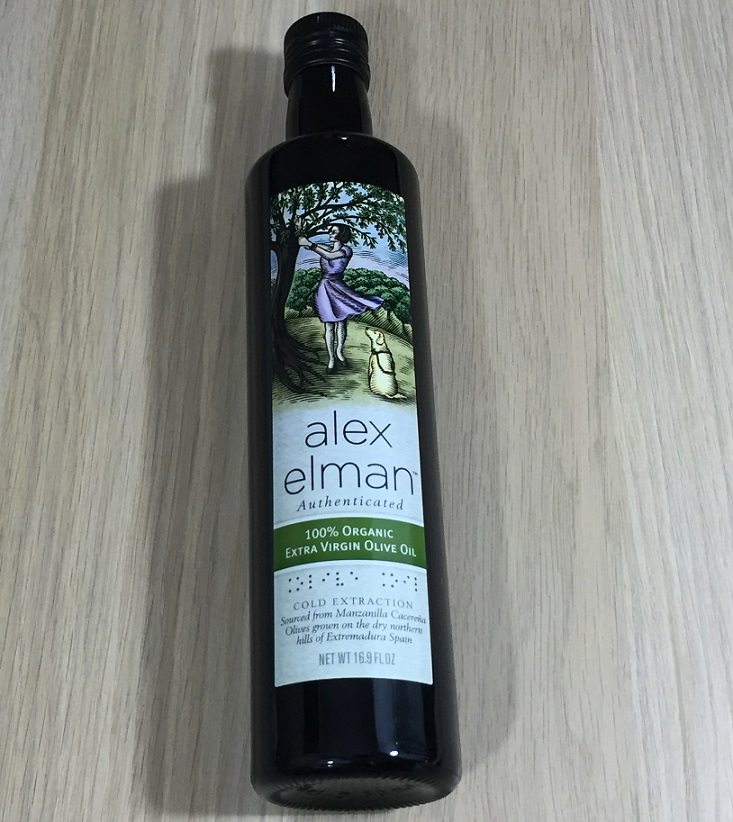 alex
elman™
Authenticated
100% ORGANIC
EXTRA VIRGIN OLIVE OIL
COLD EXTRACTION
Sourced from Manzanilla Cacereña
Olives grown on the dry northern
hills of Extremadura Spain
NET WT 16.9 FL OZ